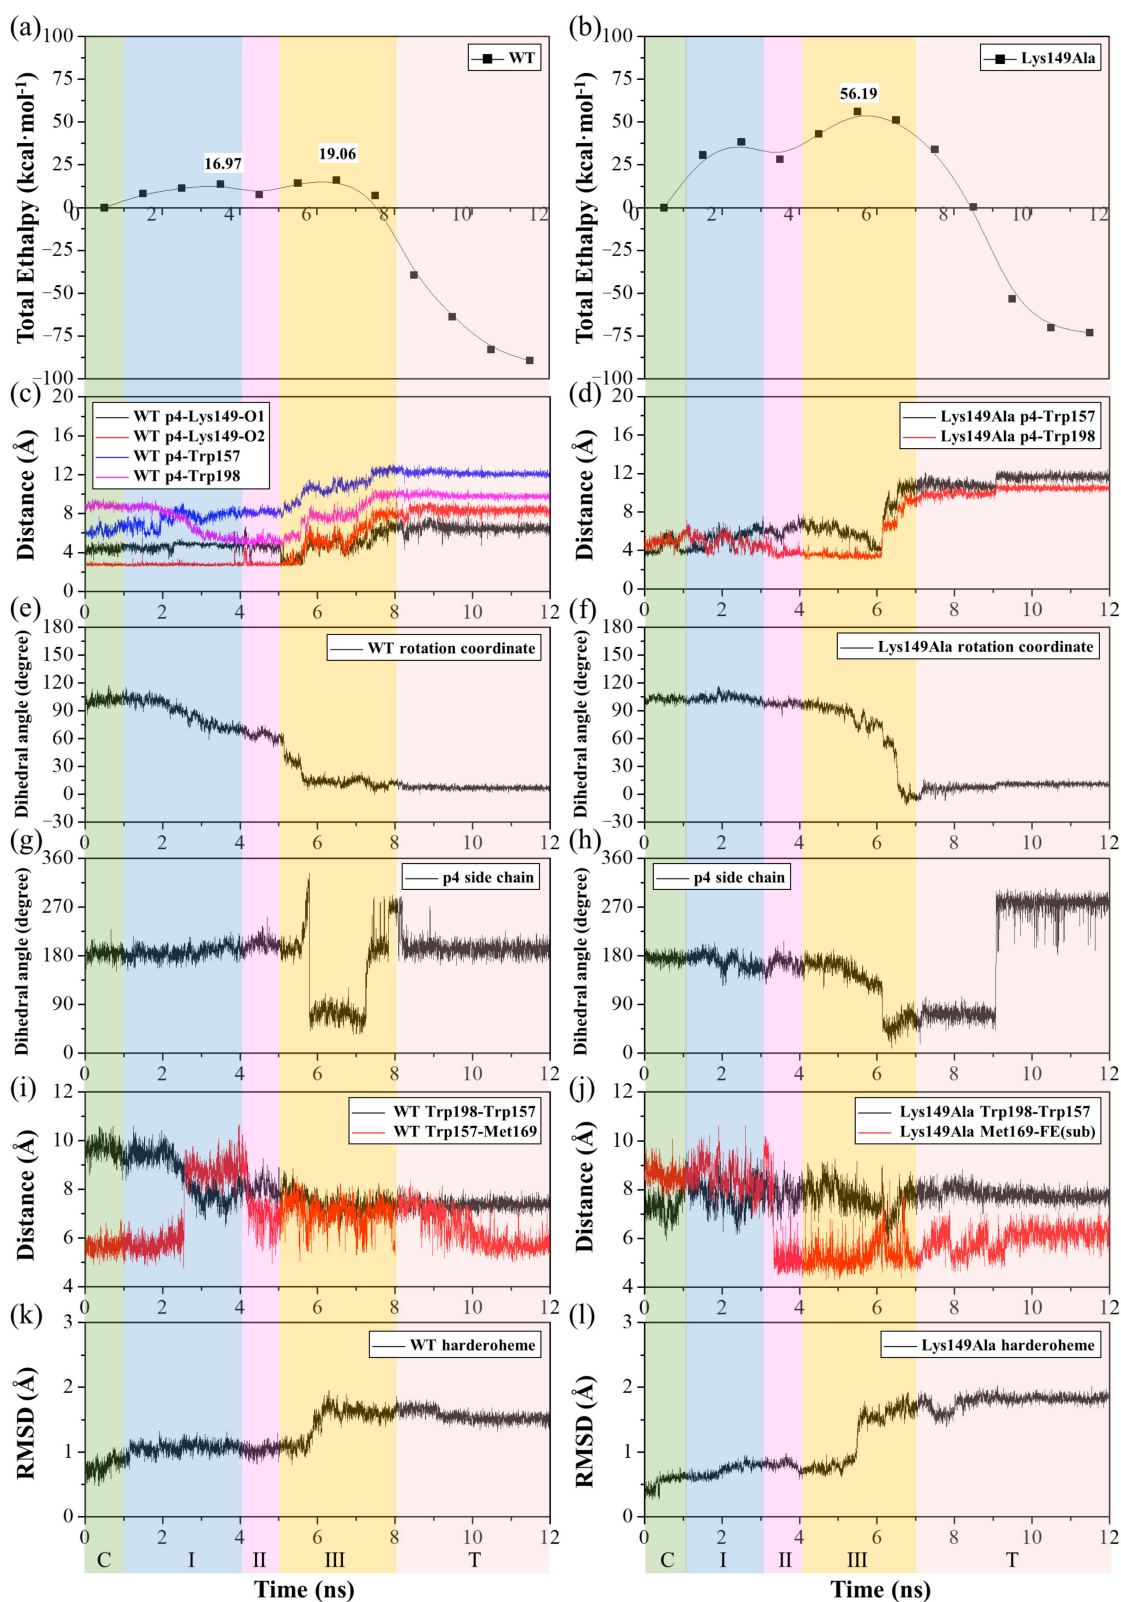 (a)
WT
16.97
19.06
Total Ethalpy (kcal·mol⁻¹)
100
75
50
25
0
−25
−50
−75
−100
0 2 4 6 8 10 12
(b)
Lys149Ala
56.19
Total Ethalpy (kcal·mol⁻¹)
100
75
50
25
0
−25
−50
−75
−100
0 2 4 6 8 10 12
(c)
WT p4-Lys149-O1
WT p4-Lys149-O2
WT p4-Trp157
WT p4-Trp198
Distance (Å)
20
16
12
8
4
0
0 2 4 6 8 10 12
(d)
Lys149Ala p4-Trp157
Lys149Ala p4-Trp198
Distance (Å)
20
16
12
8
4
0
0 2 4 6 8 10 12
(e)
WT rotation coordinate
Dihedral angle (degree)
180
150
120
90
60
30
0
−30
0 2 4 6 8 10 12
(f)
Lys149Ala rotation coordinate
Dihedral angle (degree)
180
150
120
90
60
30
0
−30
0 2 4 6 8 10 12
(g)
p4 side chain
Dihedral angle (degree)
360
270
180
90
0
0 2 4 6 8 10 12
(h)
p4 side chain
Dihedral angle (degree)
360
270
180
90
0
0 2 4 6 8 10 12
(i)
WT Trp198-Trp157
WT Trp157-Met169
Distance (Å)
12
10
8
6
4
0 2 4 6 8 10 12
(j)
Lys149Ala Trp198-Trp157
Lys149Ala Met169-FE(sub)
Distance (Å)
12
10
8
6
4
0 2 4 6 8 10 12
(k)
WT harderoheme
RMSD (Å)
3
2
1
0
0 2 4 6 8 10 12
C I II III T
Time (ns)
(l)
Lys149Ala harderoheme
RMSD (Å)
3
2
1
0
0 2 4 6 8 10 12
C I II III T
Time (ns)